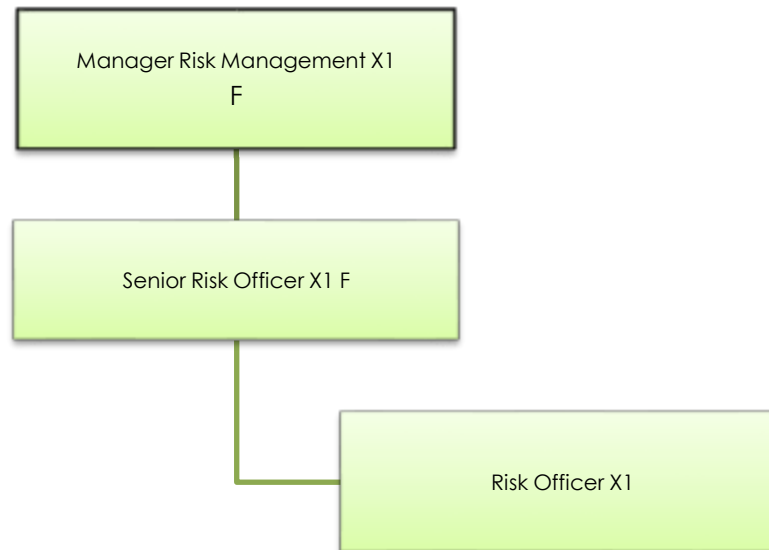 Manager Risk Management X1
F
Senior Risk Officer X1 F
Risk Officer X1